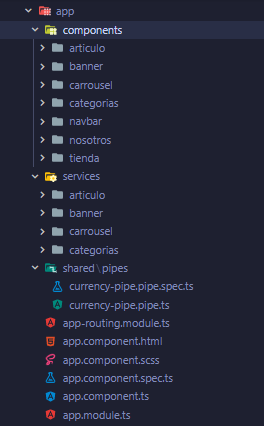 app
components
articulo
banner
carrousel
categorias
navbar
nosotros
tienda
services
articulo
banner
carrousel
categorias
shared \ pipes
currency-pipe.pipe.spec.ts
currency-pipe.pipe.ts
app-routing.module.ts
app.component.html
app.component.scss
app.component.spec.ts
app.component.ts
app.module.ts